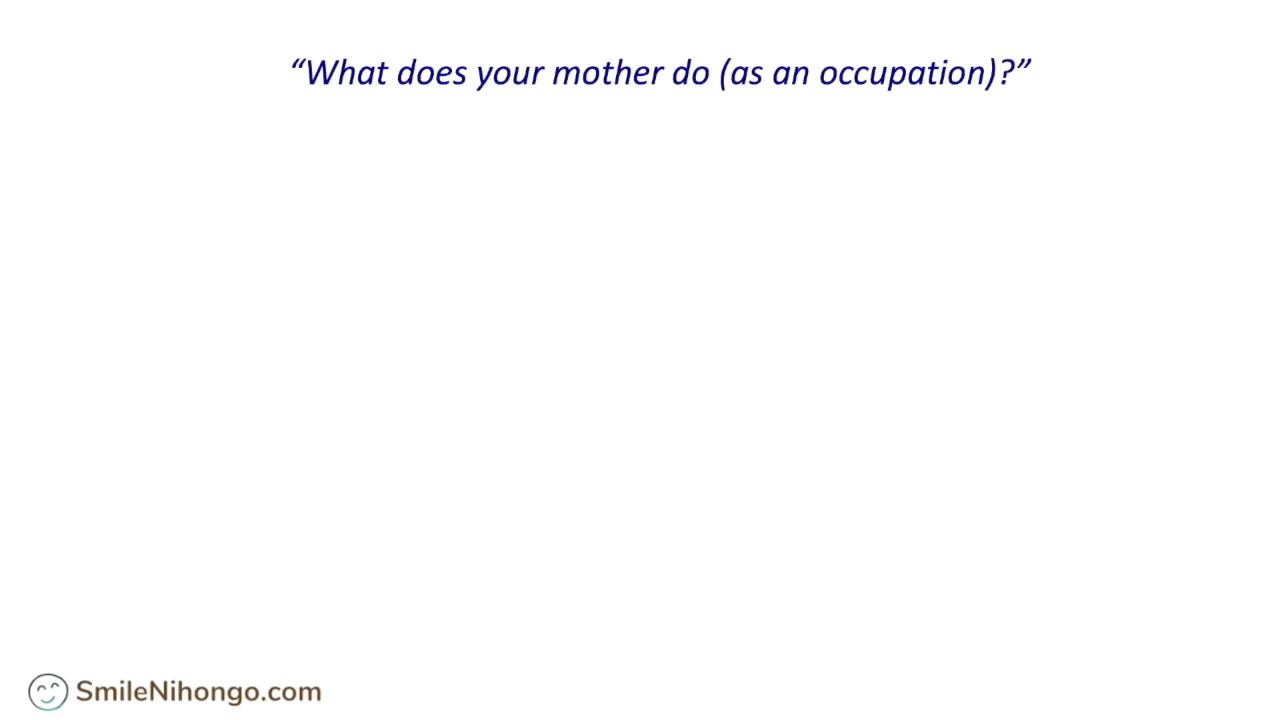 “What does your mother do (as an occupation)?”
SmileNihongo.com